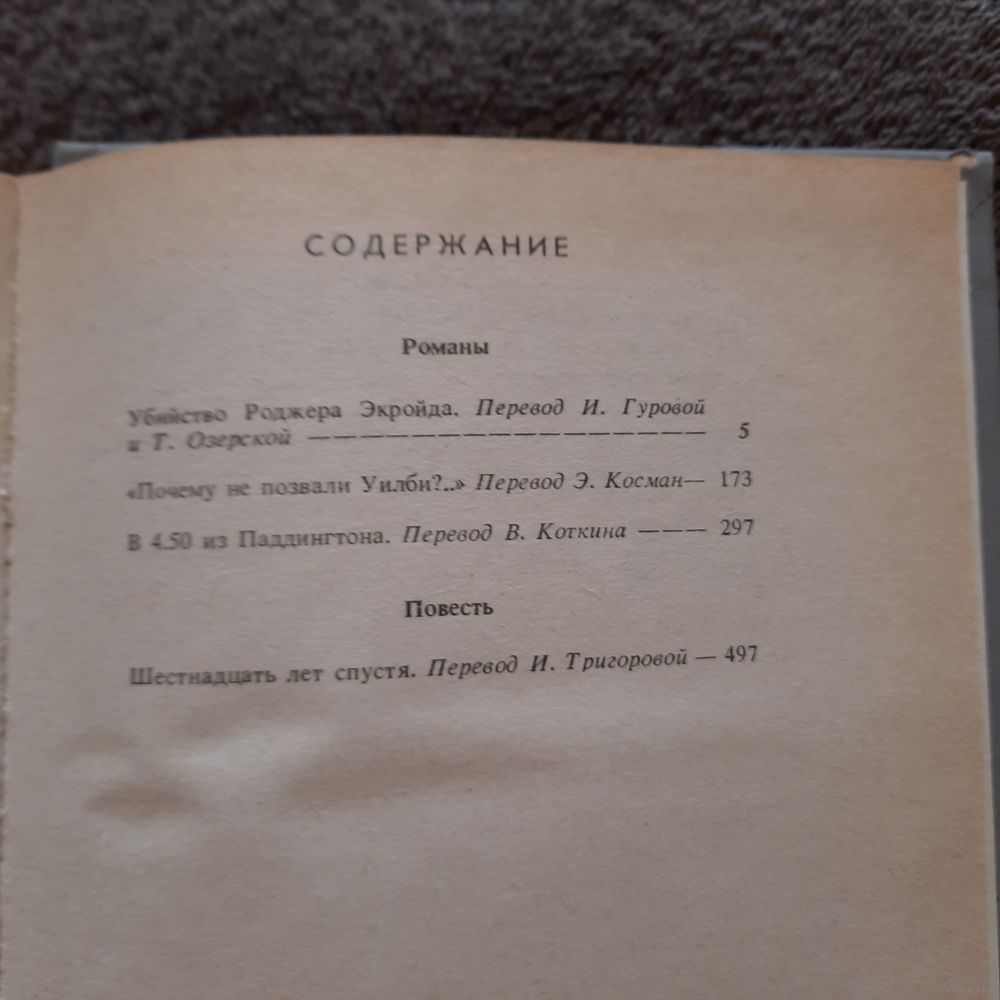 СОДЕРЖАНИЕ
Романы
Убийство Роджера Экройда. Перевод И. Гуровой
и Т. Озерской ———————————————— 5
«Почему не позвали Уилби?..» Перевод Э. Косман— 173
В 4.50 из Паддингтона. Перевод В. Коткина ——— 297
Повесть
Шестнадцать лет спустя. Перевод И. Тригоровой — 497